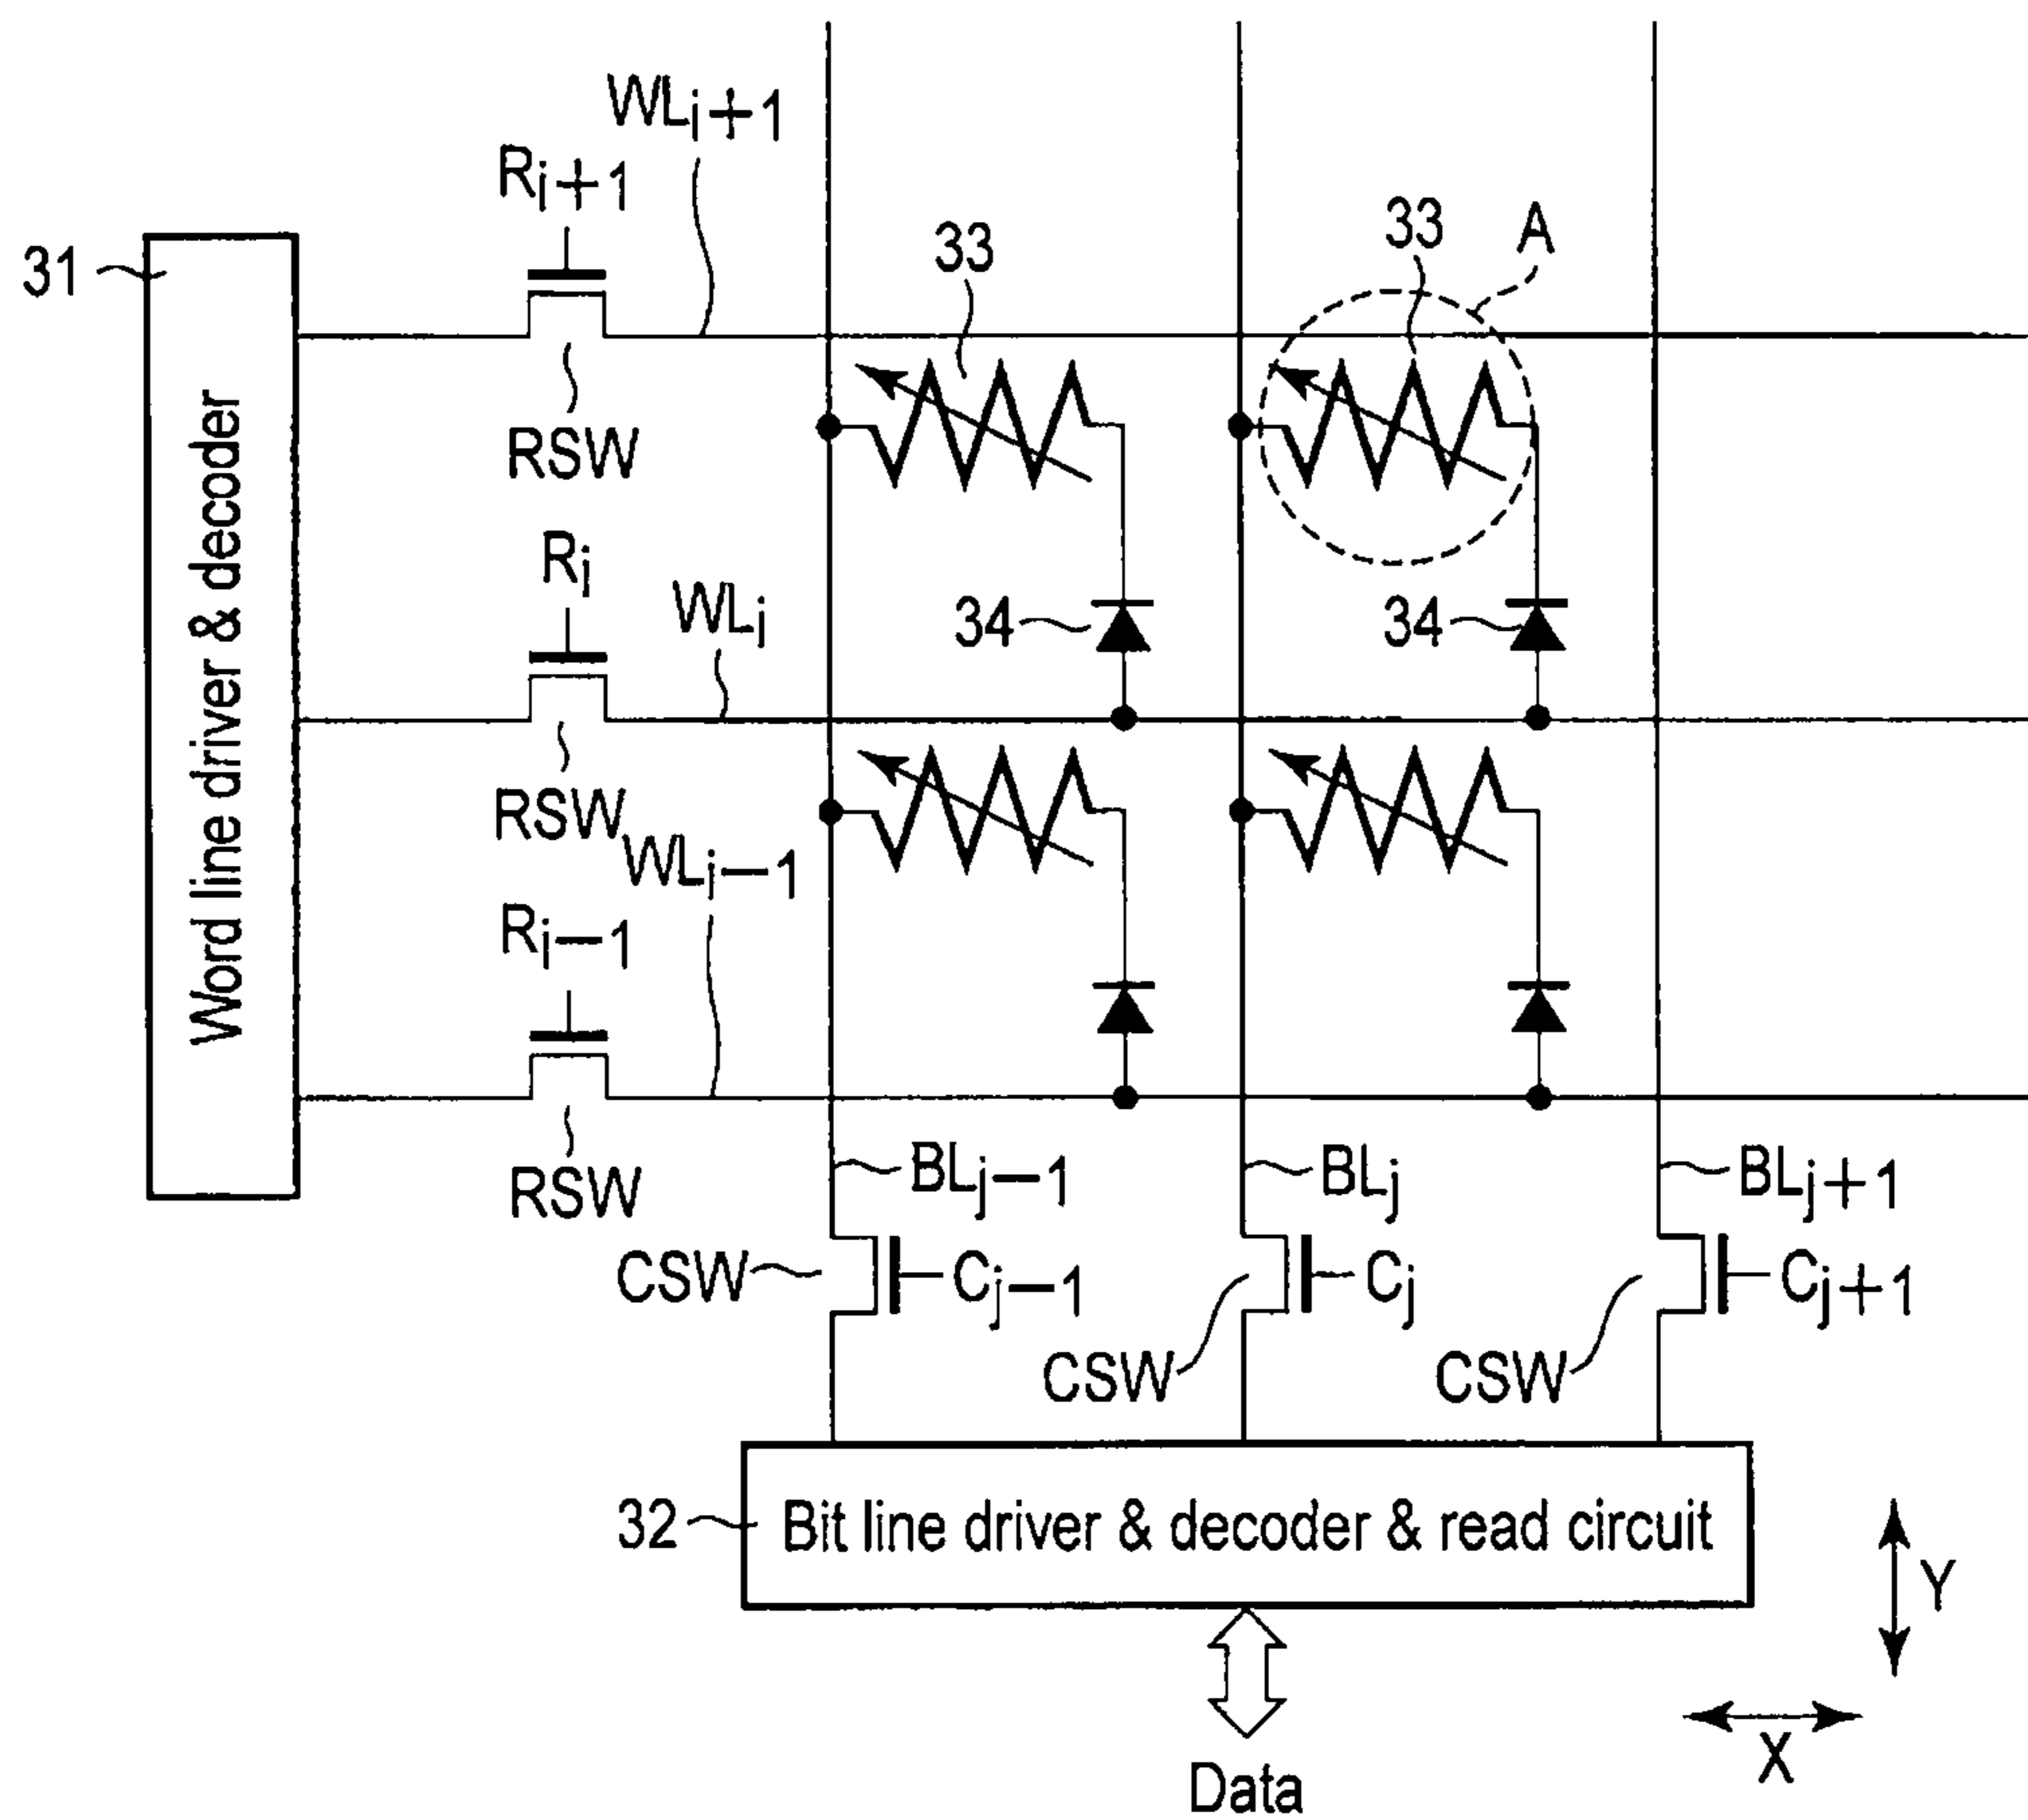 WLi+1
Ri+1
33
33
A
31
RSW
Word line driver & decoder
Ri
WLi
34
34
RSW
WLi−1
Ri−1
RSW
BLj−1
BLj
BLj+1
CSW
Cj−1
Cj
Cj+1
CSW
CSW
32
Bit line driver & decoder & read circuit
Y
X
Data